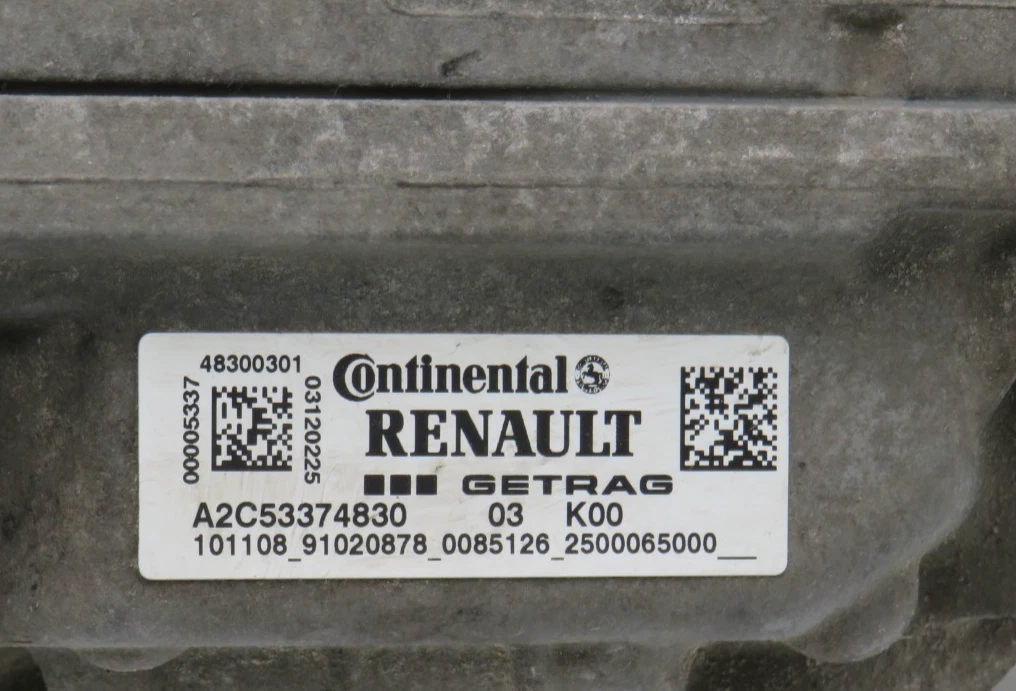 48300301
00005337
03120225
Continental
RENAULT
GETRAG
A2C53374830 03 K00
101108_91020878_0085126_2500065000___